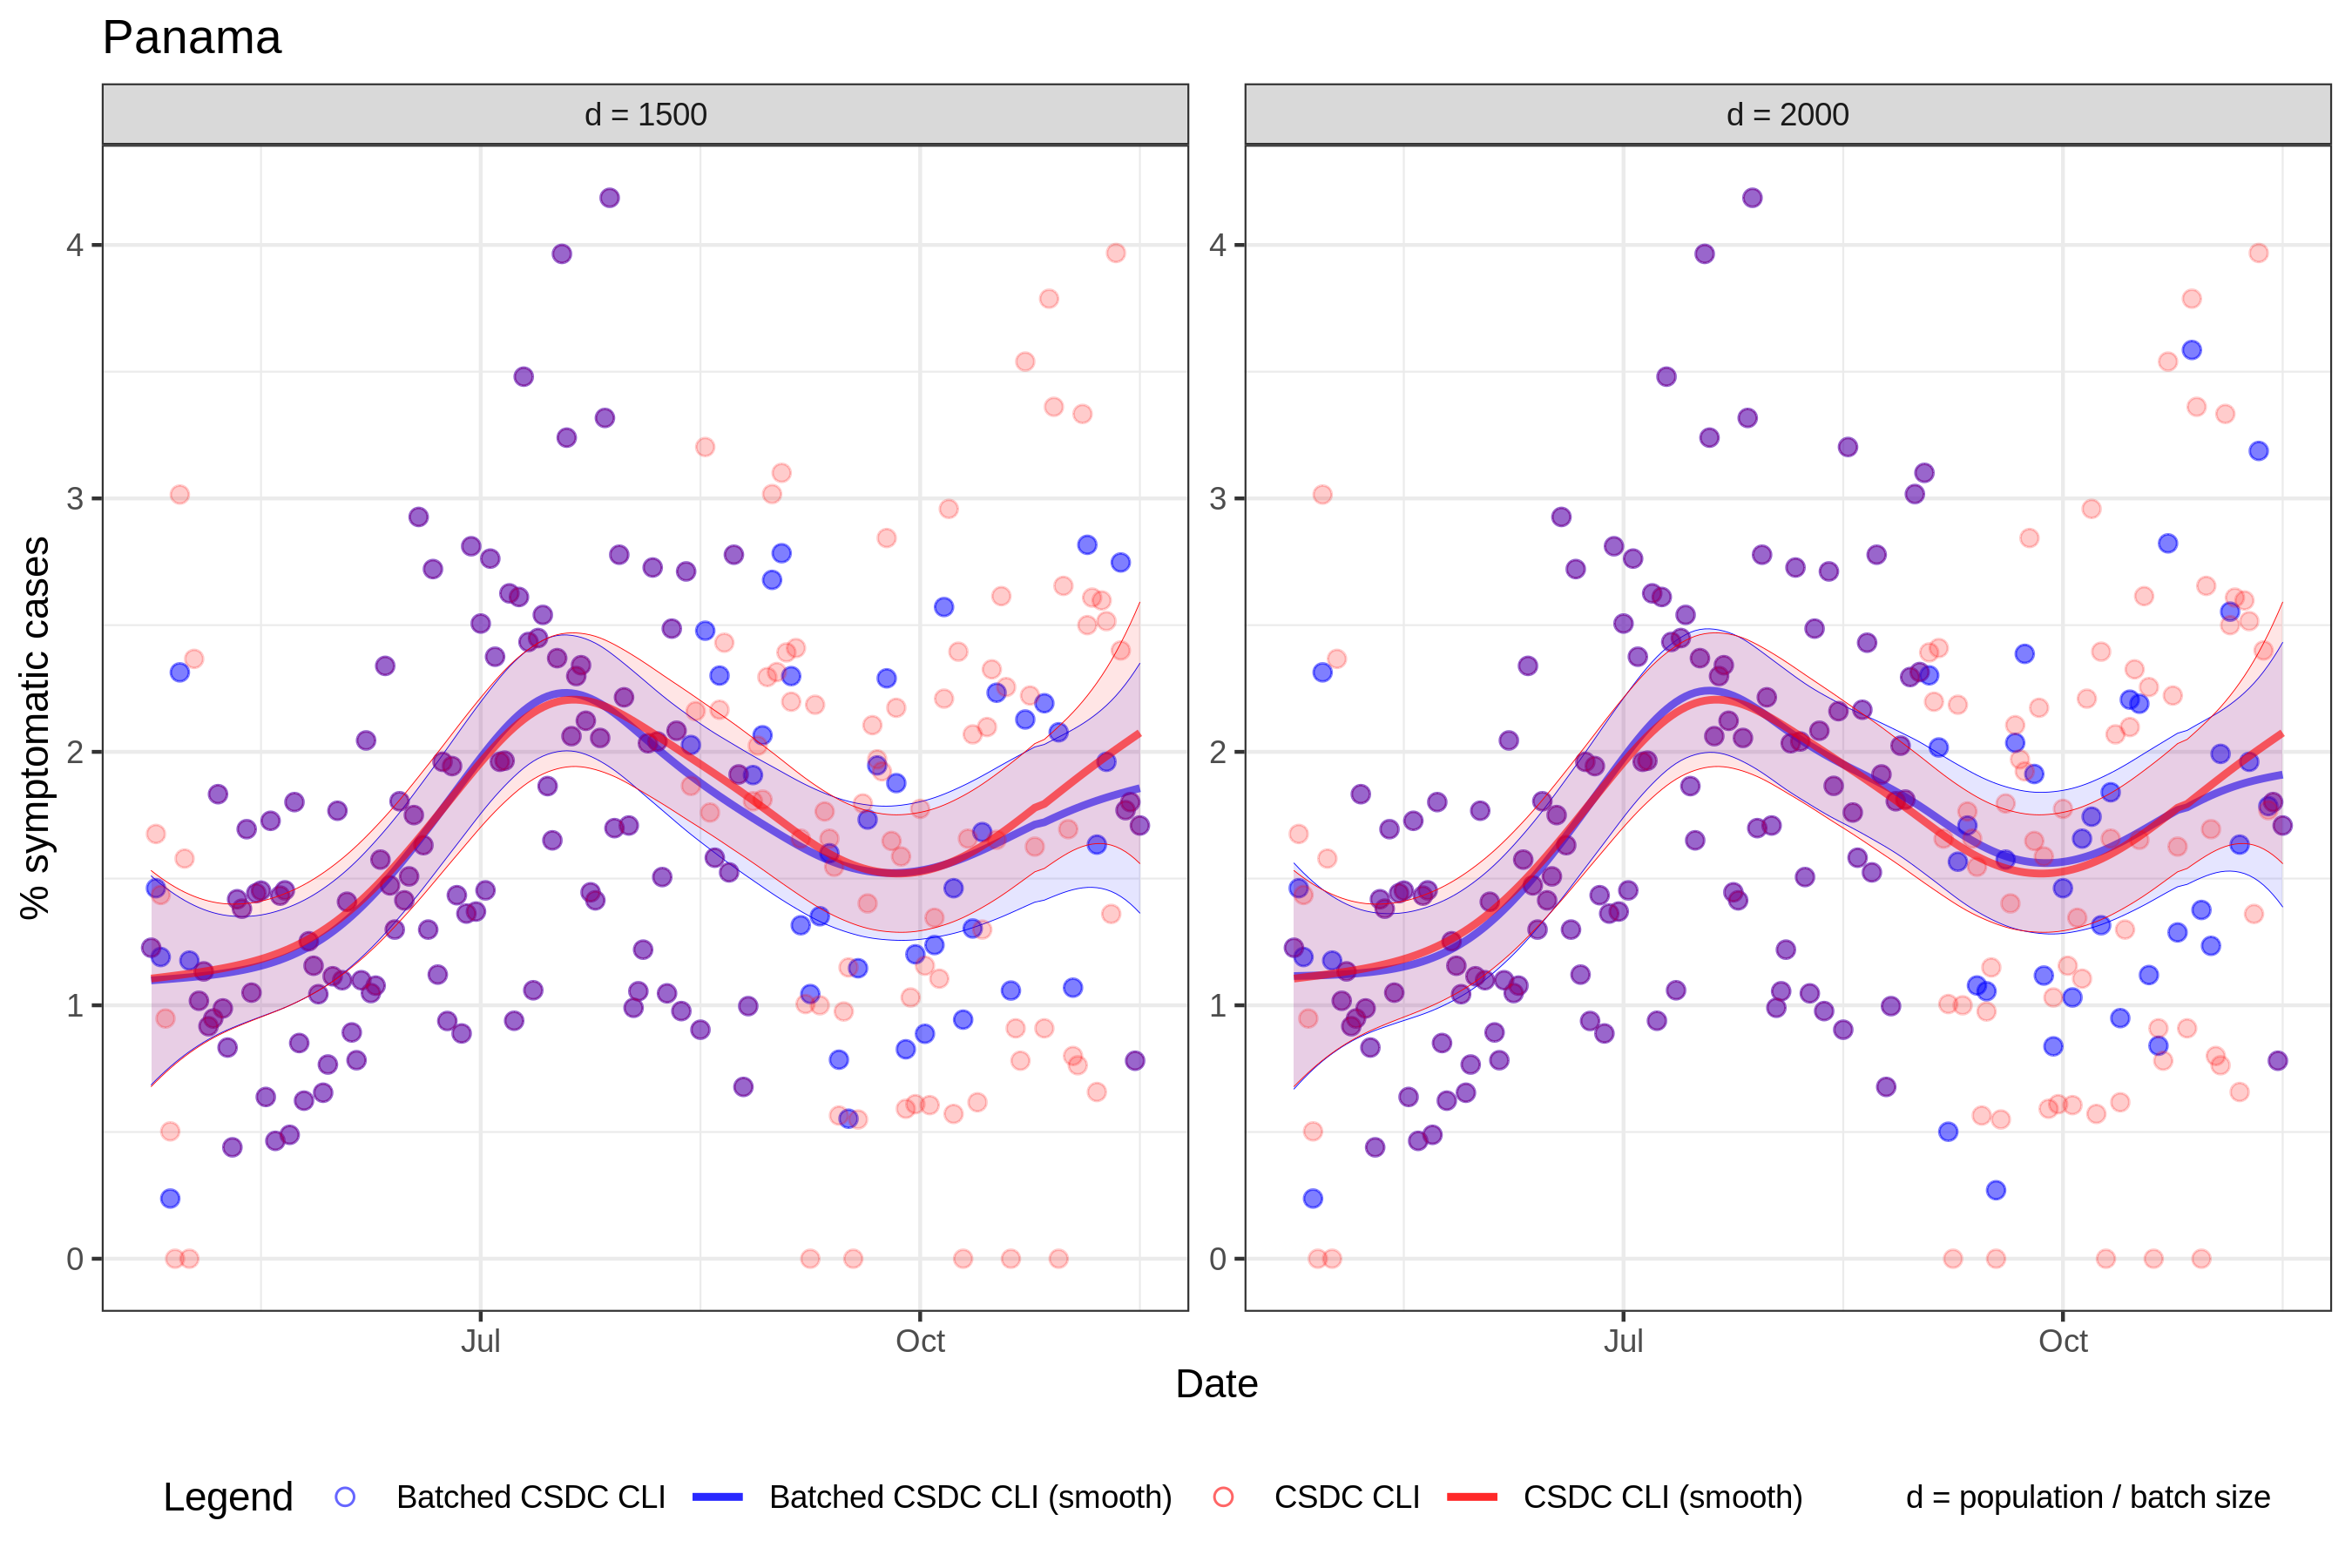 Panama
d = 1500
d = 2000
% symptomatic cases
4
3
2
1
0
4
3
2
1
0
Jul
Oct
Jul
Oct
Date
Legend
Batched CSDC CLI
Batched CSDC CLI (smooth)
CSDC CLI
CSDC CLI (smooth)
d = population / batch size